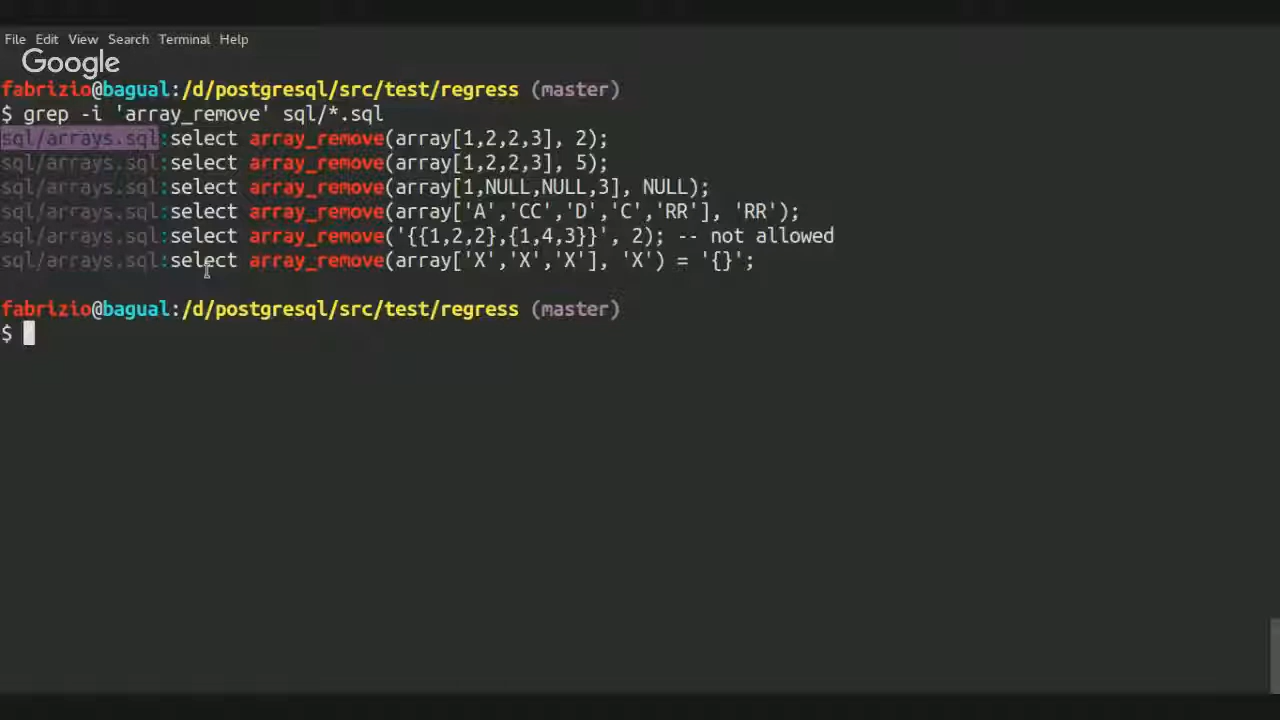 File Edit View Search Terminal Help
Google
fabrizio@bagual:/d/postgresql/src/test/regress (master)
$ grep -i 'array_remove' sql/*.sql
sql/arrays.sql:select array_remove(array[1,2,2,3], 2);
sql/arrays.sql:select array_remove(array[1,2,2,3], 5);
sql/arrays.sql:select array_remove(array[1,NULL,NULL,3], NULL);
sql/arrays.sql:select array_remove(array['A','CC','D','C','RR'], 'RR');
sql/arrays.sql:select array_remove('{{1,2,2},{1,4,3}}', 2); -- not allowed
sql/arrays.sql:select array_remove(array['X','X','X'], 'X') = '{}';
fabrizio@bagual:/d/postgresql/src/test/regress (master)
$